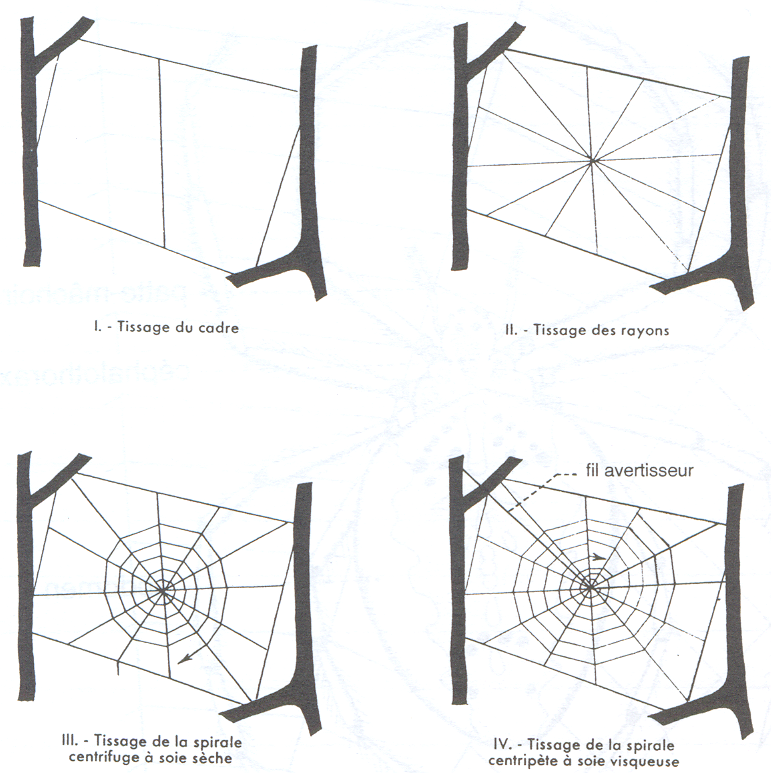 I. - Tissage du cadre
II. - Tissage des rayons
fil avertisseur
III. - Tissage de la spirale
centrifuge à soie sèche
IV. - Tissage de la spirale
centripète à soie visqueuse